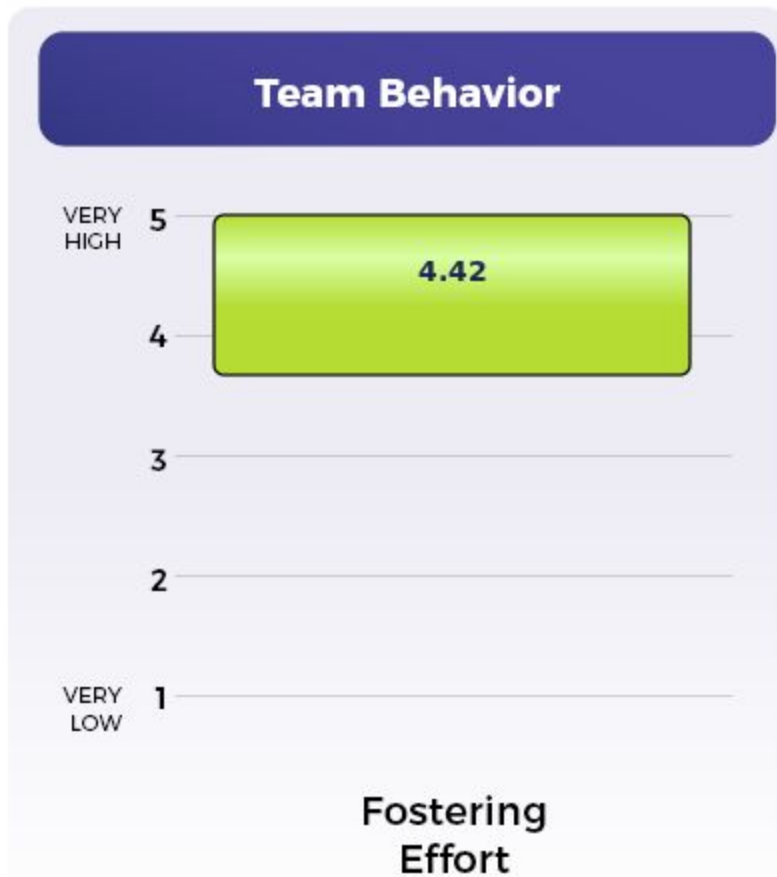 Team Behavior
VERY
HIGH
5
4.42
4
3
2
VERY
LOW
1
Fostering
Effort